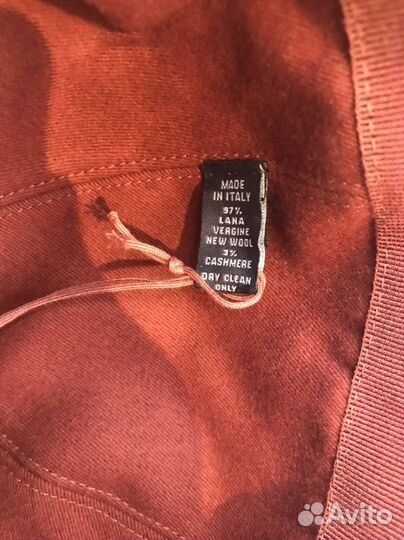 MADE
IN ITALY
97%
LANA
VERGINE
NEW WOOL
3%
CASHMERE
DRY CLEAN
ONLY
Avito